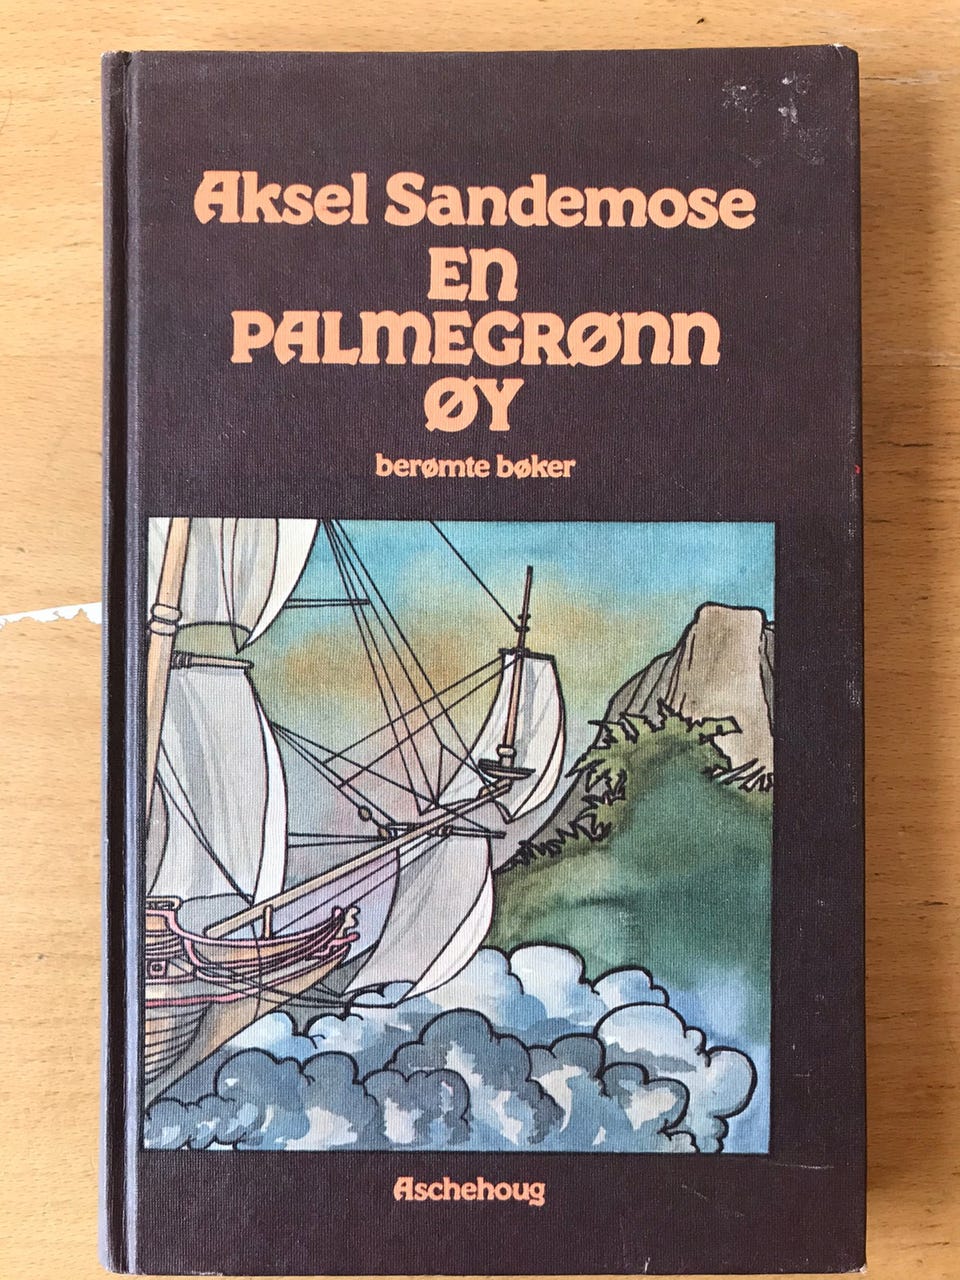 Aksel Sandemose
EN
PALMEGRØNN
ØY
berømte bøker
Aschehoug